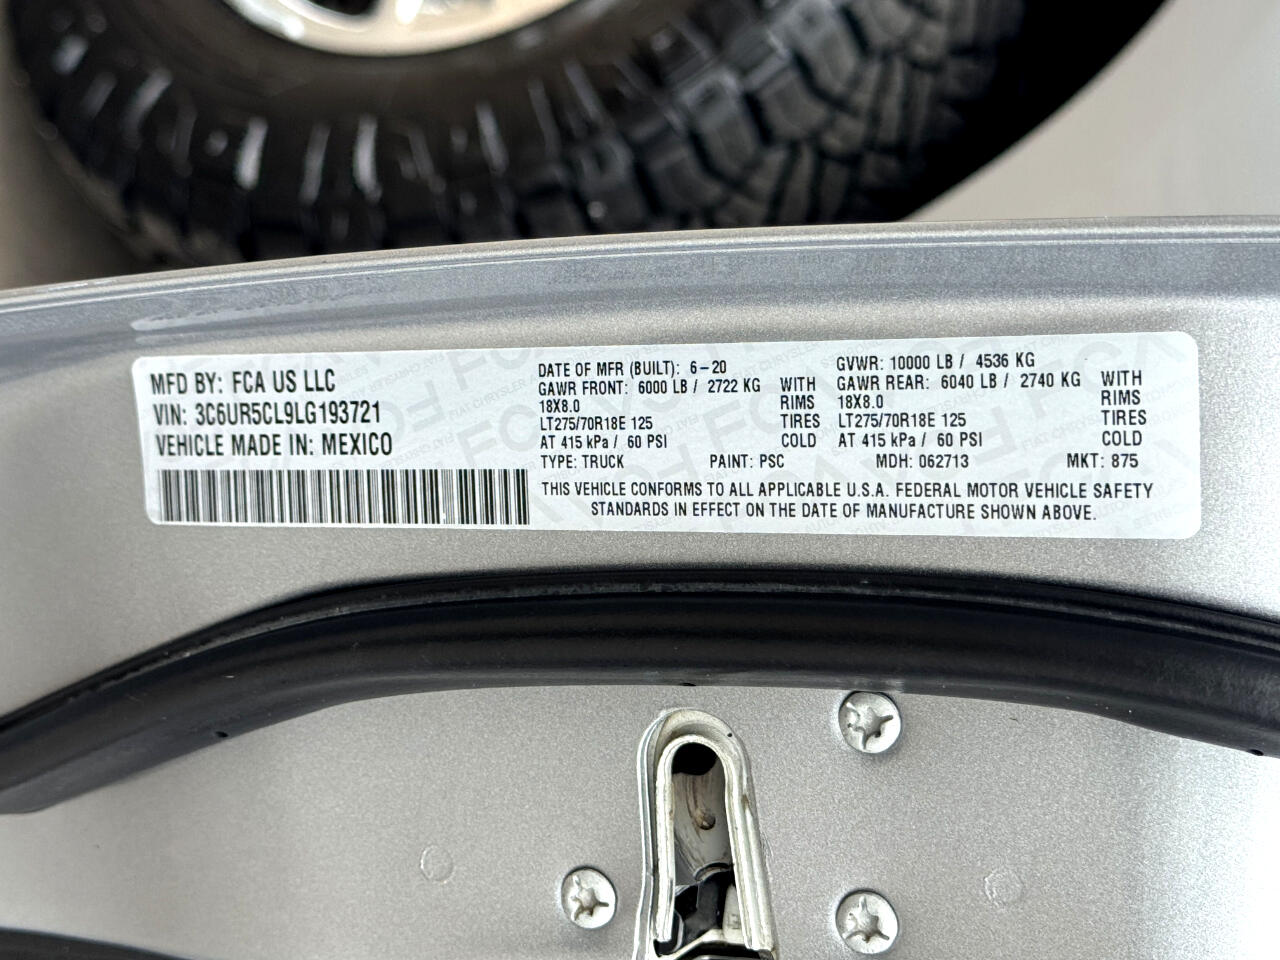 MFD BY: FCA US LLC
VIN: 3C6UR5CL9LG193721
VEHICLE MADE IN: MEXICO
DATE OF MFR (BUILT): 6-20
GAWR FRONT: 6000 LB / 2722 KG WITH
18X8.0 RIMS
LT275/70R18E 125 TIRES
AT 415 kPa / 60 PSI COLD
GVWR: 10000 LB / 4536 KG
GAWR REAR: 6040 LB / 2740 KG WITH
18X8.0 RIMS
LT275/70R18E 125 TIRES
AT 415 kPa / 60 PSI COLD
TYPE: TRUCK PAINT: PSC MDH: 062713 MKT: 875
THIS VEHICLE CONFORMS TO ALL APPLICABLE U.S.A. FEDERAL MOTOR VEHICLE SAFETY
STANDARDS IN EFFECT ON THE DATE OF MANUFACTURE SHOWN ABOVE.